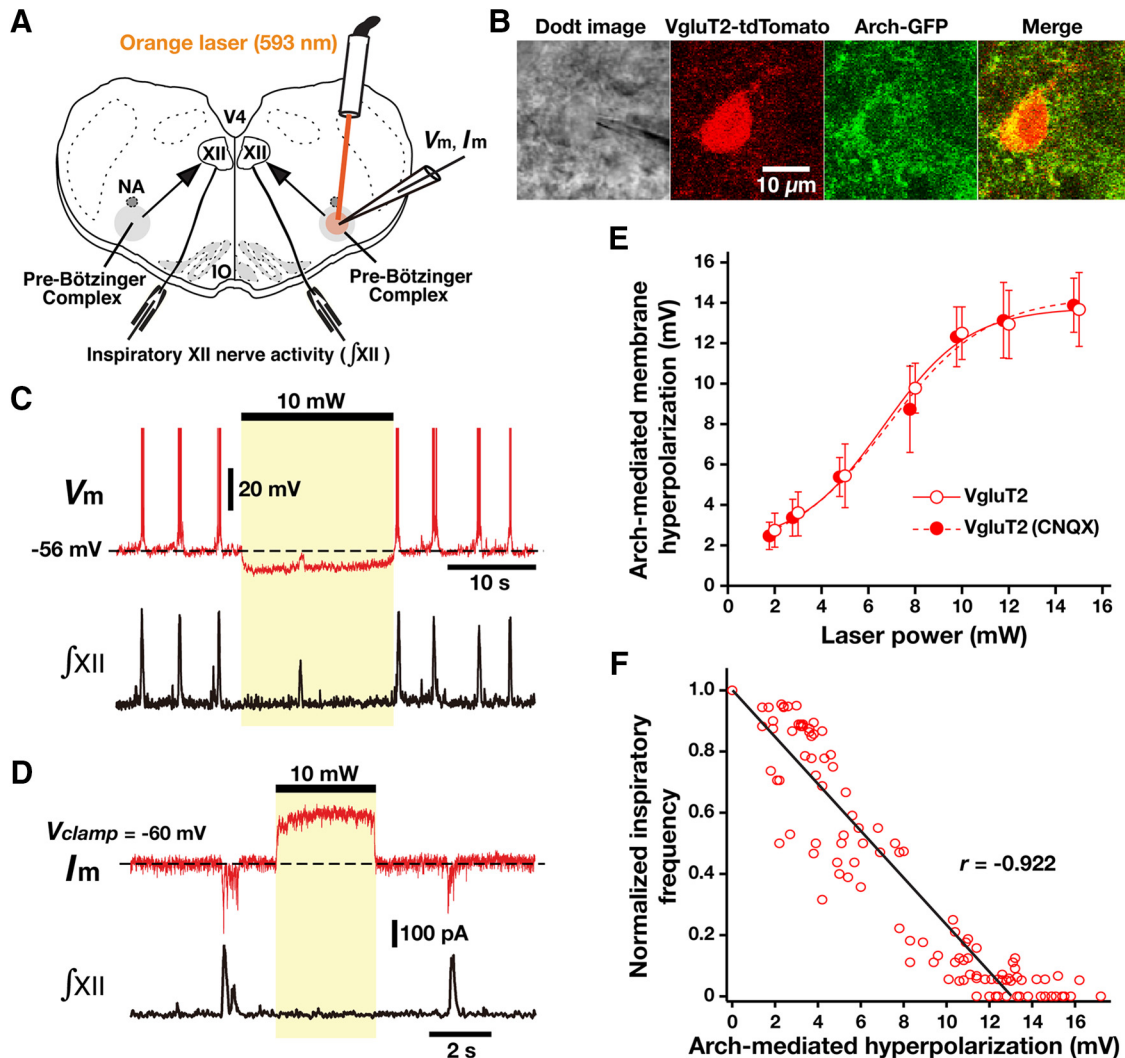 A
Orange laser (593 nm)
V4
XII
XII
Vm, Im
NA
IO
Pre-Bötzinger
Complex
Pre-Bötzinger
Complex
Inspiratory XII nerve activity (∫XII)
B
Dodt image
VgluT2-tdTomato
Arch-GFP
Merge
10 µm
C
10 mW
Vm
20 mV
-56 mV
10 s
∫XII
D
10 mW
Vclamp = -60 mV
Im
100 pA
∫XII
2 s
E
Arch-mediated membrane
hyperpolarization (mV)
16
14
12
10
8
6
4
2
0
VgluT2
VgluT2 (CNQX)
0 2 4 6 8 10 12 14 16
Laser power (mW)
F
Normalized inspiratory
frequency
1.0
0.8
0.6
0.4
0.2
0
r = -0.922
0 2 4 6 8 10 12 14 16
Arch-mediated hyperpolarization (mV)